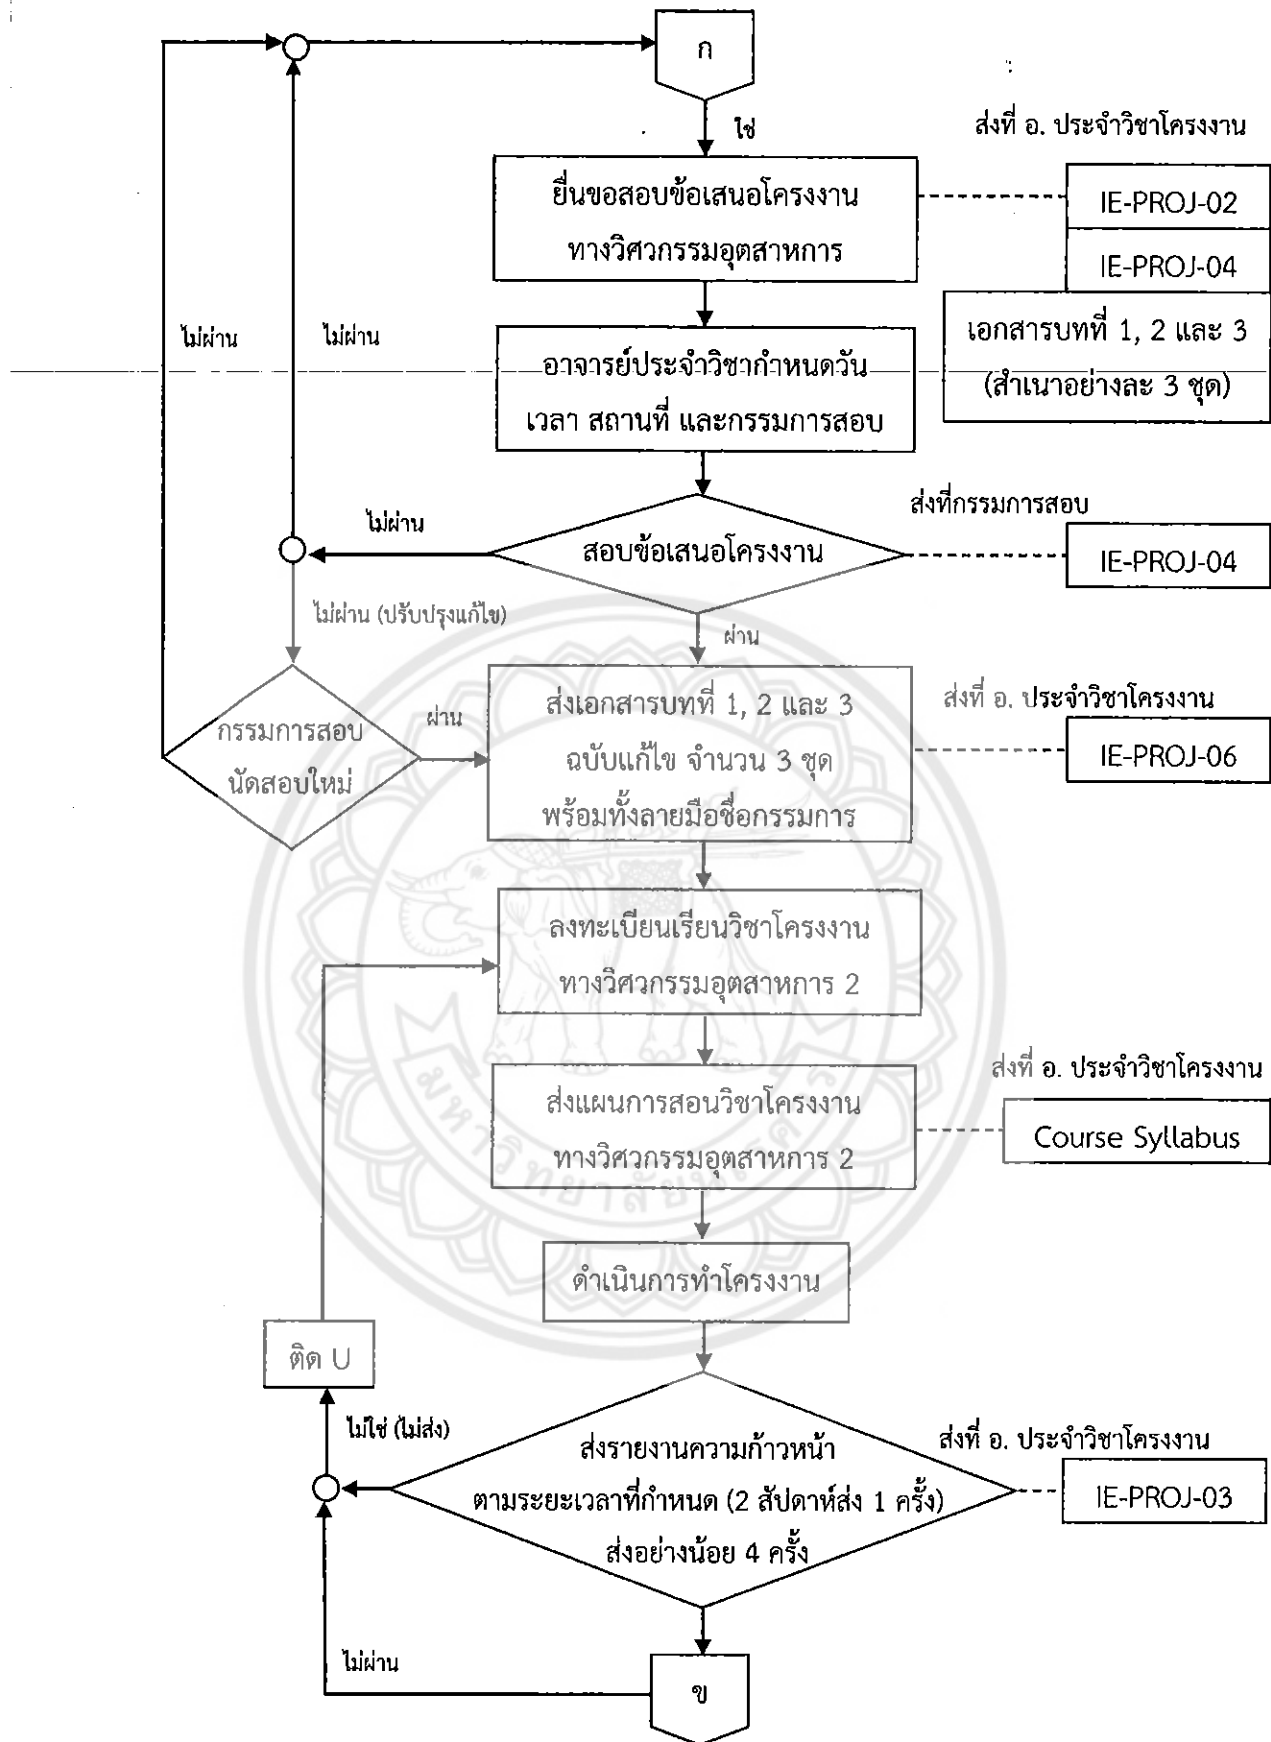 ก
ใช่
ส่งที่ อ. ประจำวิชาโครงงาน
ยื่นขอสอบข้อเสนอโครงงาน
ทางวิศวกรรมอุตสาหการ
IE-PROJ-02
IE-PROJ-04
เอกสารบทที่ 1, 2 และ 3
(สำเนาอย่างละ 3 ชุด)
ไม่ผ่าน
ไม่ผ่าน
อาจารย์ประจำวิชากำหนดวัน
เวลา สถานที่ และกรรมการสอบ
ไม่ผ่าน
สอบข้อเสนอโครงงาน
ส่งที่กรรมการสอบ
IE-PROJ-04
ไม่ผ่าน (ปรับปรุงแก้ไข)
ผ่าน
กรรมการสอบ
นัดสอบใหม่
ผ่าน
ส่งเอกสารบทที่ 1, 2 และ 3
ฉบับแก้ไข จำนวน 3 ชุด
พร้อมทั้งลายมือชื่อกรรมการ
ส่งที่ อ. ประจำวิชาโครงงาน
IE-PROJ-06
ลงทะเบียนเรียนวิชาโครงงาน
ทางวิศวกรรมอุตสาหการ 2
ส่งแผนการสอนวิชาโครงงาน
ทางวิศวกรรมอุตสาหการ 2
ส่งที่ อ. ประจำวิชาโครงงาน
Course Syllabus
มหาวิทยาลัยนเรศวร
ดำเนินการทำโครงงาน
ติด U
ไม่ใช่ (ไม่ส่ง)
ส่งรายงานความก้าวหน้า
ตามระยะเวลาที่กำหนด (2 สัปดาห์ส่ง 1 ครั้ง)
ส่งอย่างน้อย 4 ครั้ง
ส่งที่ อ. ประจำวิชาโครงงาน
IE-PROJ-03
ไม่ผ่าน
ข